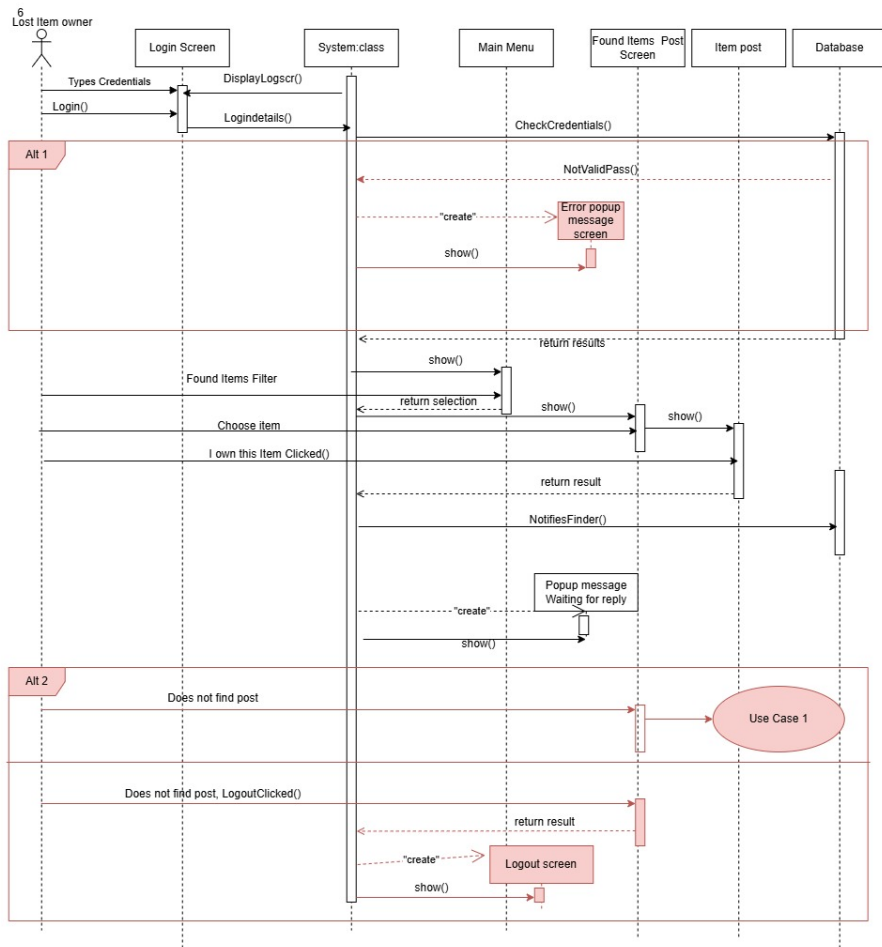 6
Lost Item owner
Login Screen
System:class
Main Menu
Found Items Post
Screen
Item post
Database
Types Credentials
DisplayLogscr()
Login()
Logindetails()
CheckCredentials()
Alt 1
NotValidPass()
"create"
Error popup
message
screen
show()
return results
show()
Found Items Filter
return selection
show()
show()
Choose item
I own this Item Clicked()
return result
NotifiesFinder()
Popup message
Waiting for reply
"create"
show()
Alt 2
Does not find post
Use Case 1
Does not find post, LogoutClicked()
return result
"create"
Logout screen
show()